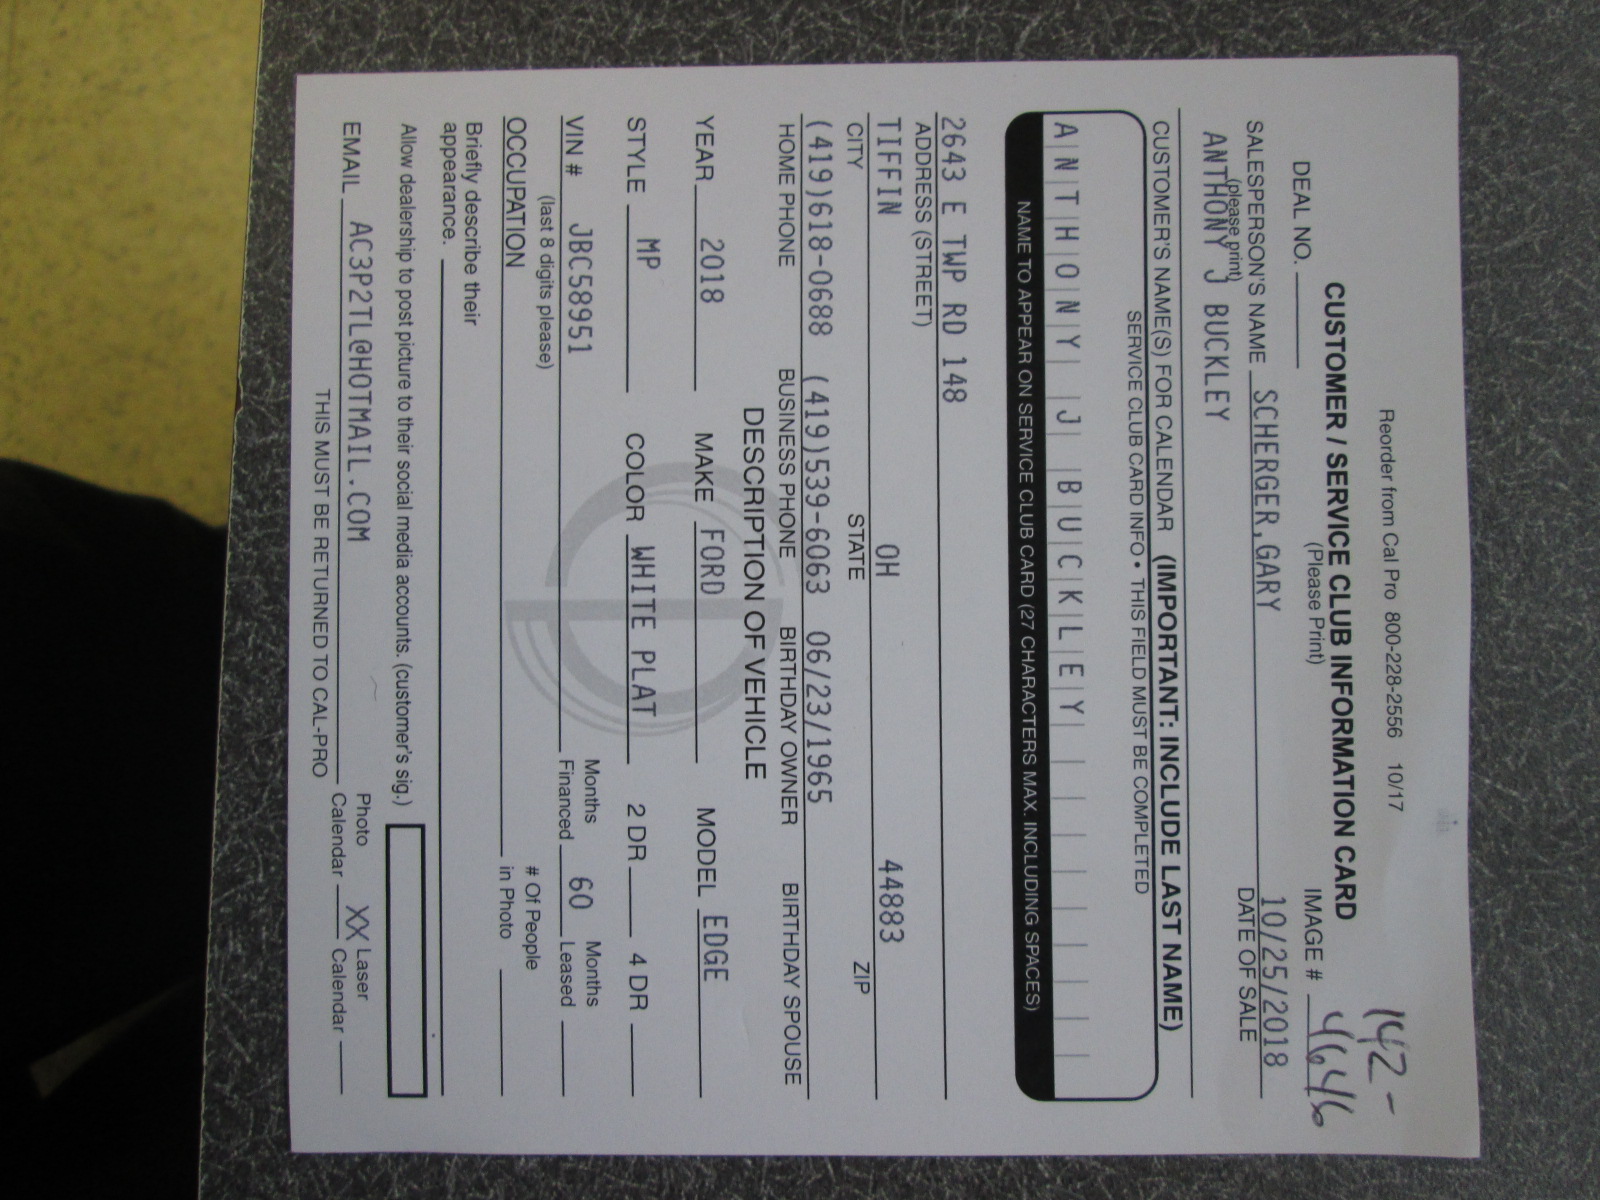 Reorder from Cal Pro 800-228-2556 10/17
142-
CUSTOMER / SERVICE CLUB INFORMATION CARD
(Please Print)
IMAGE # 4646
DEAL NO.
SALESPERSON'S NAME SCHERGER,GARY 10/25/2018
(please print) DATE OF SALE
ANTHONY J BUCKLEY
CUSTOMER'S NAME(S) FOR CALENDAR (IMPORTANT: INCLUDE LAST NAME)
SERVICE CLUB CARD INFO • THIS FIELD MUST BE COMPLETED
ANTHONY J BUCKLEY
NAME TO APPEAR ON SERVICE CLUB CARD (27 CHARACTERS MAX. INCLUDING SPACES)
2643 E TWP RD 148
ADDRESS (STREET)
TIFFIN OH 44883
CITY STATE ZIP
(419)618-0688 (419)539-6063 06/23/1965
HOME PHONE BUSINESS PHONE BIRTHDAY OWNER BIRTHDAY SPOUSE
DESCRIPTION OF VEHICLE
YEAR 2018 MAKE FORD MODEL EDGE
STYLE MP COLOR WHITE PLAT 2 DR 4 DR
VIN # JBC58951 Months Financed 60 Months Leased
(last 8 digits please)
OCCUPATION # Of People in Photo
Briefly describe their
appearance.
Allow dealership to post picture to their social media accounts. (customer's sig.)
EMAIL AC3P2TL@HOTMAIL.COM Photo Calendar XX Laser Calendar
THIS MUST BE RETURNED TO CAL-PRO